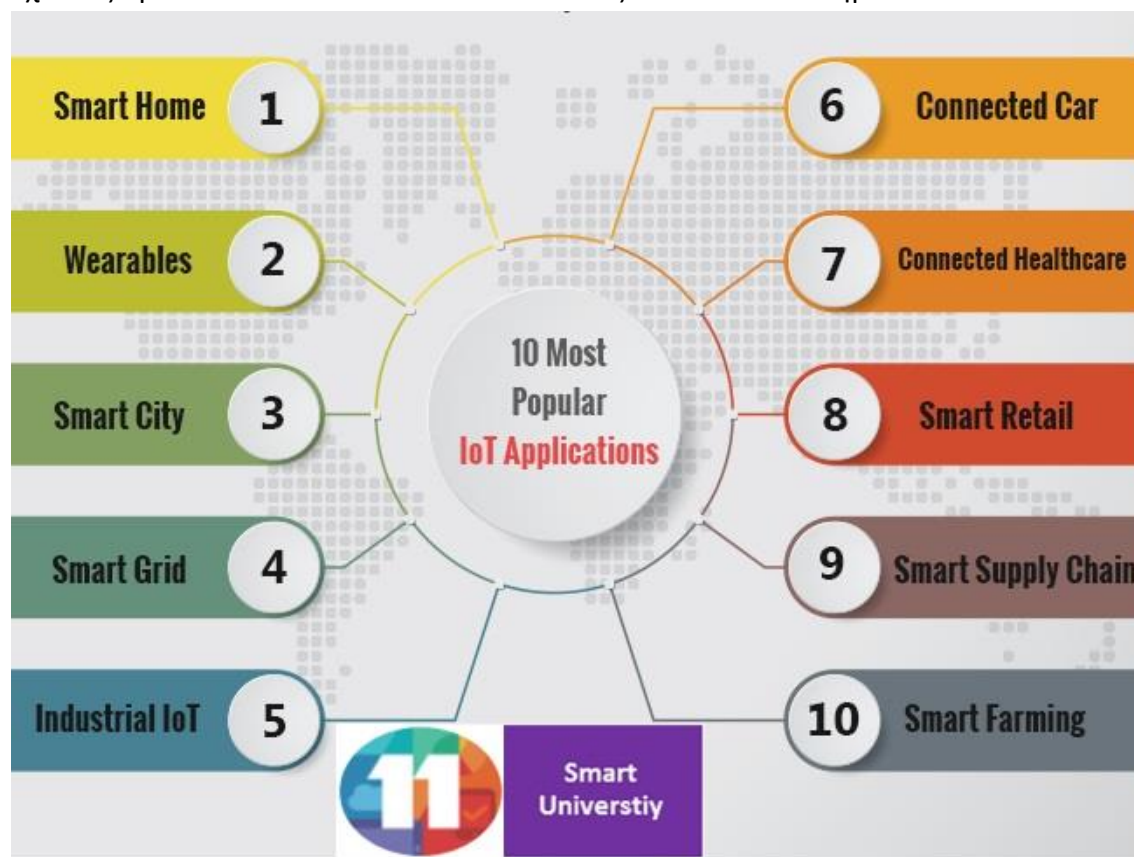 Smart Home 1
Wearables 2
Smart City 3
Smart Grid 4
Industrial IoT 5
10 Most
Popular
IoT Applications
6 Connected Car
7 Connected Healthcare
8 Smart Retail
9 Smart Supply Chain
10 Smart Farming
11
Smart
Universtiy